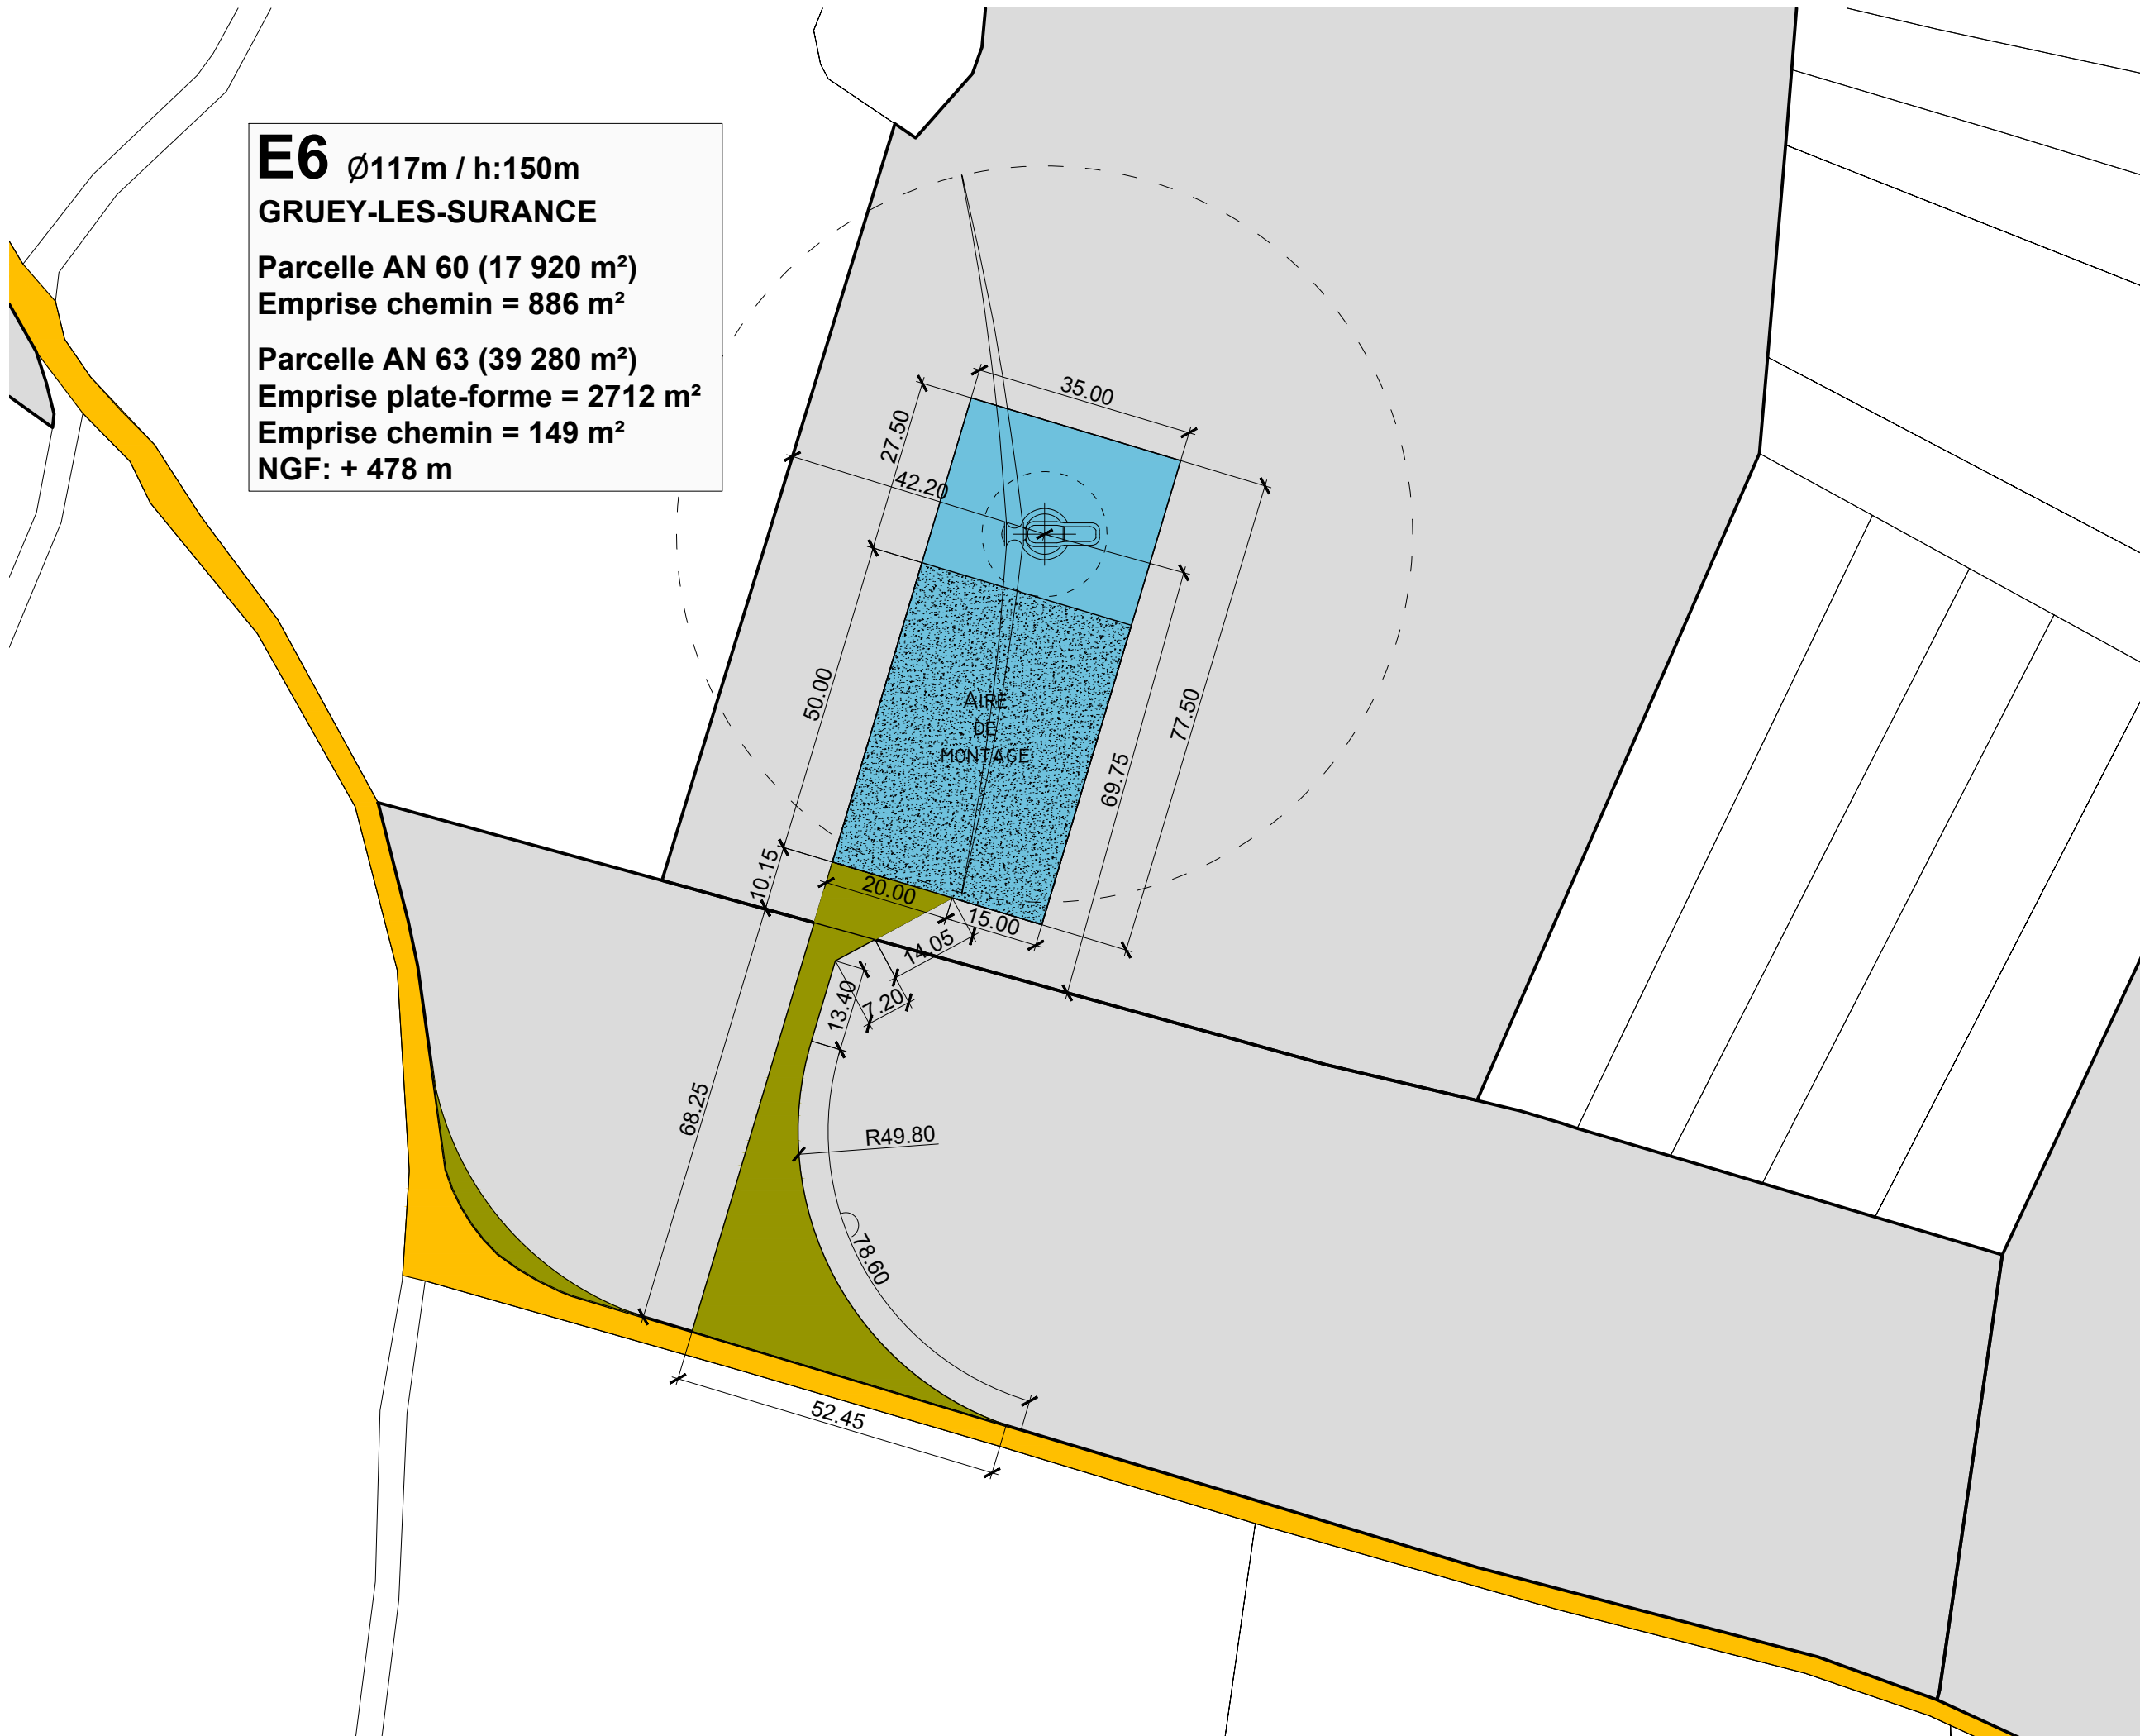 E6 Ø117m / h:150m
GRUEY-LES-SURANCE
Parcelle AN 60 (17 920 m²)
Emprise chemin = 886 m²
Parcelle AN 63 (39 280 m²)
Emprise plate-forme = 2712 m²
Emprise chemin = 149 m²
NGF: + 478 m
35.00
27.50
42.20
50.00
AIRE
DE
MONTAGE
77.50
69.75
10.15
20.00
15.00
14.05
13.40
7.20
68.25
R49.80
78.60
52.45